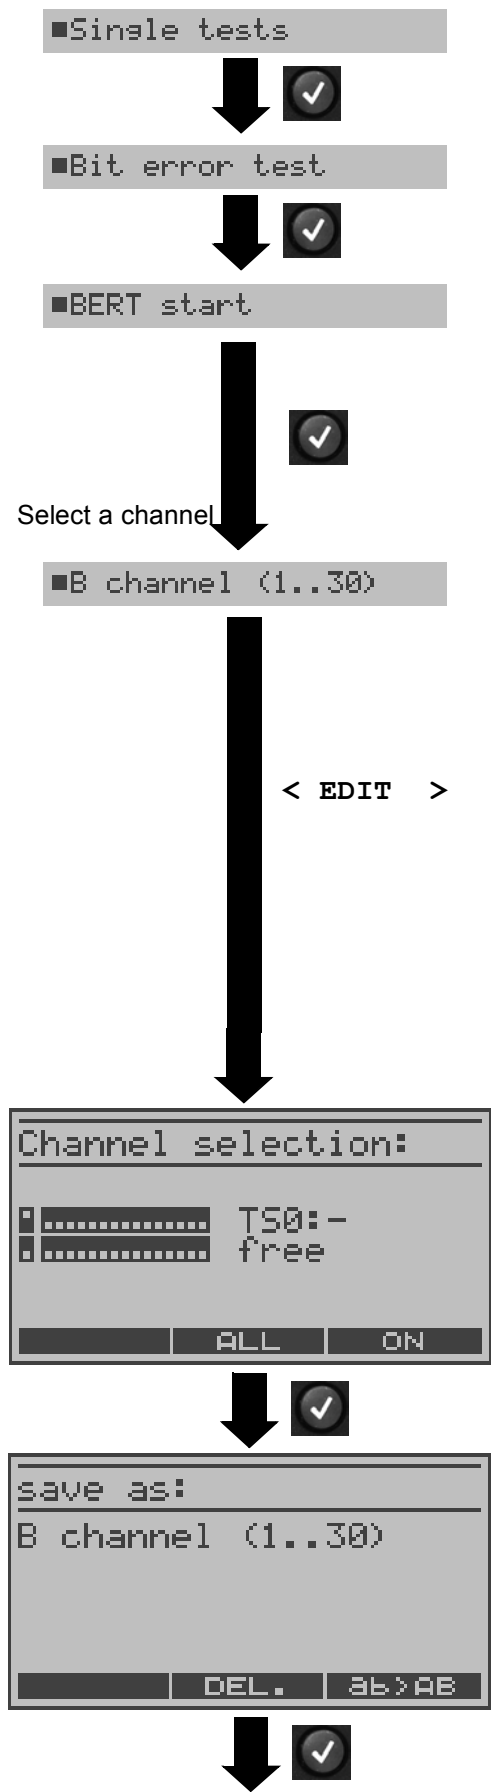 ■Single tests
■Bit error test
■BERT start
Select a channel
■B channel (1..30)
< EDIT >
Channel selection:
TS0:-
free
ALL ON
save as:
B channel (1..30)
DEL. ab>AB